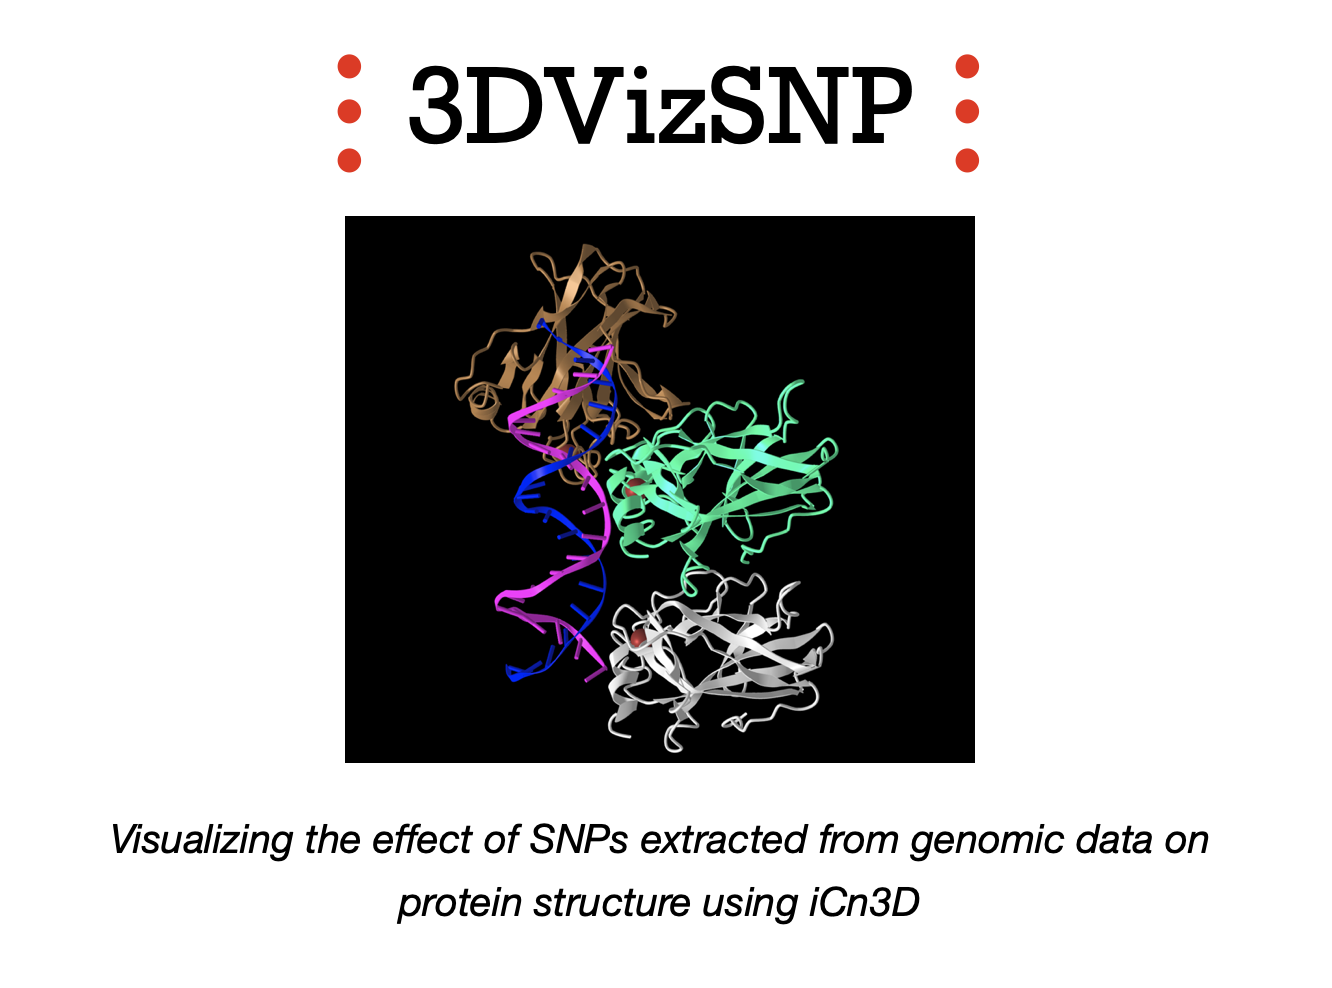 3DVizSNP
Visualizing the effect of SNPs extracted from genomic data on
protein structure using iCn3D